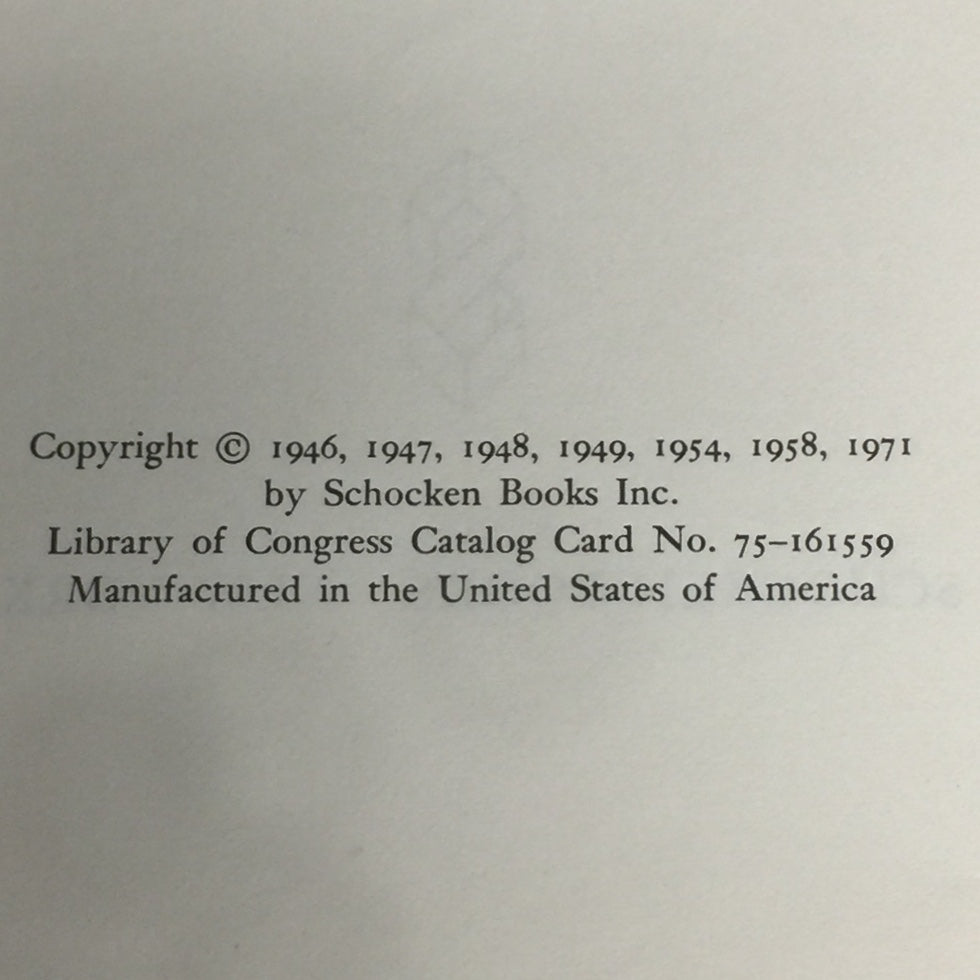 Copyright © 1946, 1947, 1948, 1949, 1954, 1958, 1971
by Schocken Books Inc.
Library of Congress Catalog Card No. 75–161559
Manufactured in the United States of America